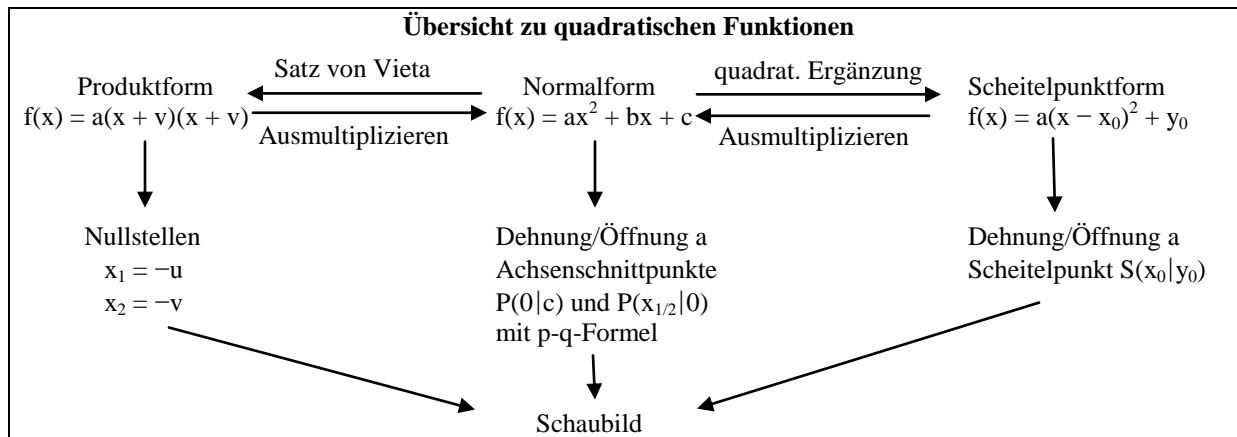 Übersicht zu quadratischen Funktionen
Satz von Vieta
quadrat. Ergänzung
Produktform
Normalform
Scheitelpunktform
f(x) = a(x + v)(x + v)
f(x) = ax² + bx + c
f(x) = a(x − x₀)² + y₀
Ausmultiplizieren
Ausmultiplizieren
Nullstellen
x₁ = −u
x₂ = −v
Dehnung/Öffnung a
Achsenschnittpunkte
P(0|c) und P(x₁/₂|0)
mit p-q-Formel
Dehnung/Öffnung a
Scheitelpunkt S(x₀|y₀)
Schaubild